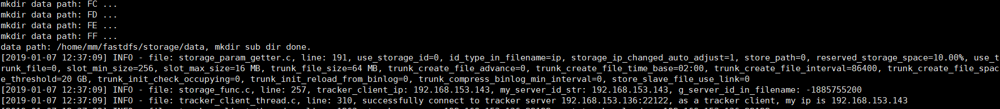 mkdir data path: FC ...
mkdir data path: FD ...
mkdir data path: FE ...
mkdir data path: FF ...
data path: /home/mm/fastdfs/storage/data, mkdir sub dir done.
[2019-01-07 12:37:09] INFO - file: storage_param_getter.c, line: 191, use_storage_id=0, id_type_in_filename=ip, storage_ip_changed_auto_adjust=1, store_path=0, reserved_storage_space=10.00%, use_t
runk_file=0, slot_min_size=256, slot_max_size=16 MB, trunk_file_size=64 MB, trunk_create_file_advance=0, trunk_create_file_time_base=02:00, trunk_create_file_interval=86400, trunk_create_file_spac
e_threshold=20 GB, trunk_init_check_occupying=0, trunk_init_reload_from_binlog=0, trunk_compress_binlog_min_interval=0, store_slave_file_use_link=0
[2019-01-07 12:37:09] INFO - file: storage_func.c, line: 257, tracker_client_ip: 192.168.153.143, my_server_id_str: 192.168.153.143, g_server_id_in_filename: -1885755200
[2019-01-07 12:37:09] INFO - file: tracker_client_thread.c, line: 310, successfully connect to tracker server 192.168.153.136:22122, as a tracker client, my ip is 192.168.153.143